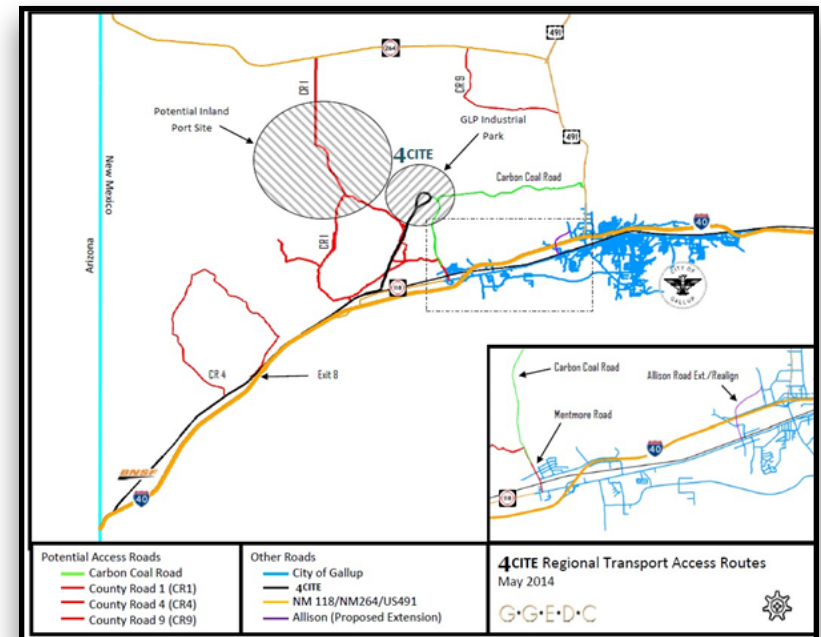 491
264
CR 1
CR 9
Potential Inland
Port Site
GLP Industrial
Park
4CITE
491
New Mexico
Arizona
Carbon Coal Road
CR 1
40
118
CITY OF
GALLUP
CR 4
Exit 8
BNSF
40
Carbon Coal Road
Allison Road Ext./Realign
Mentmore Road
40
118
Potential Access Roads
Carbon Coal Road
County Road 1 (CR1)
County Road 4 (CR4)
County Road 9 (CR9)
Other Roads
City of Gallup
4CITE
NM 118/NM264/US491
Allison (Proposed Extension)
4CITE Regional Transport Access Routes
May 2014
G·G·E·D·C